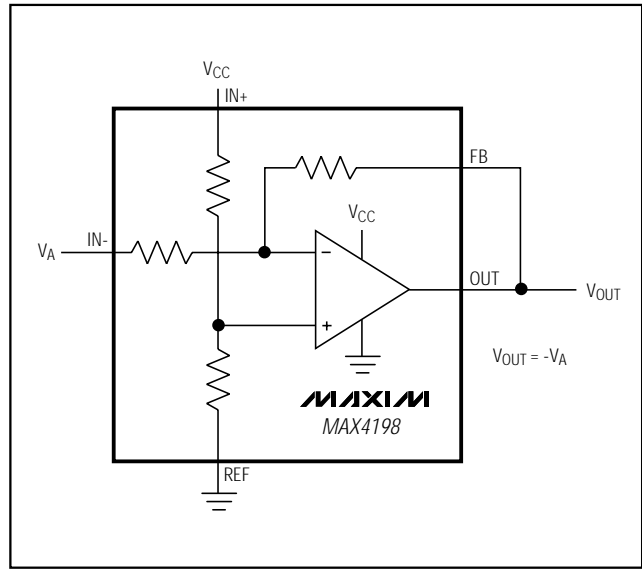 VCC
IN+
FB
VCC
VA
IN-
−
OUT
VOUT
+
VOUT = -VA
MAXIM
MAX4198
REF